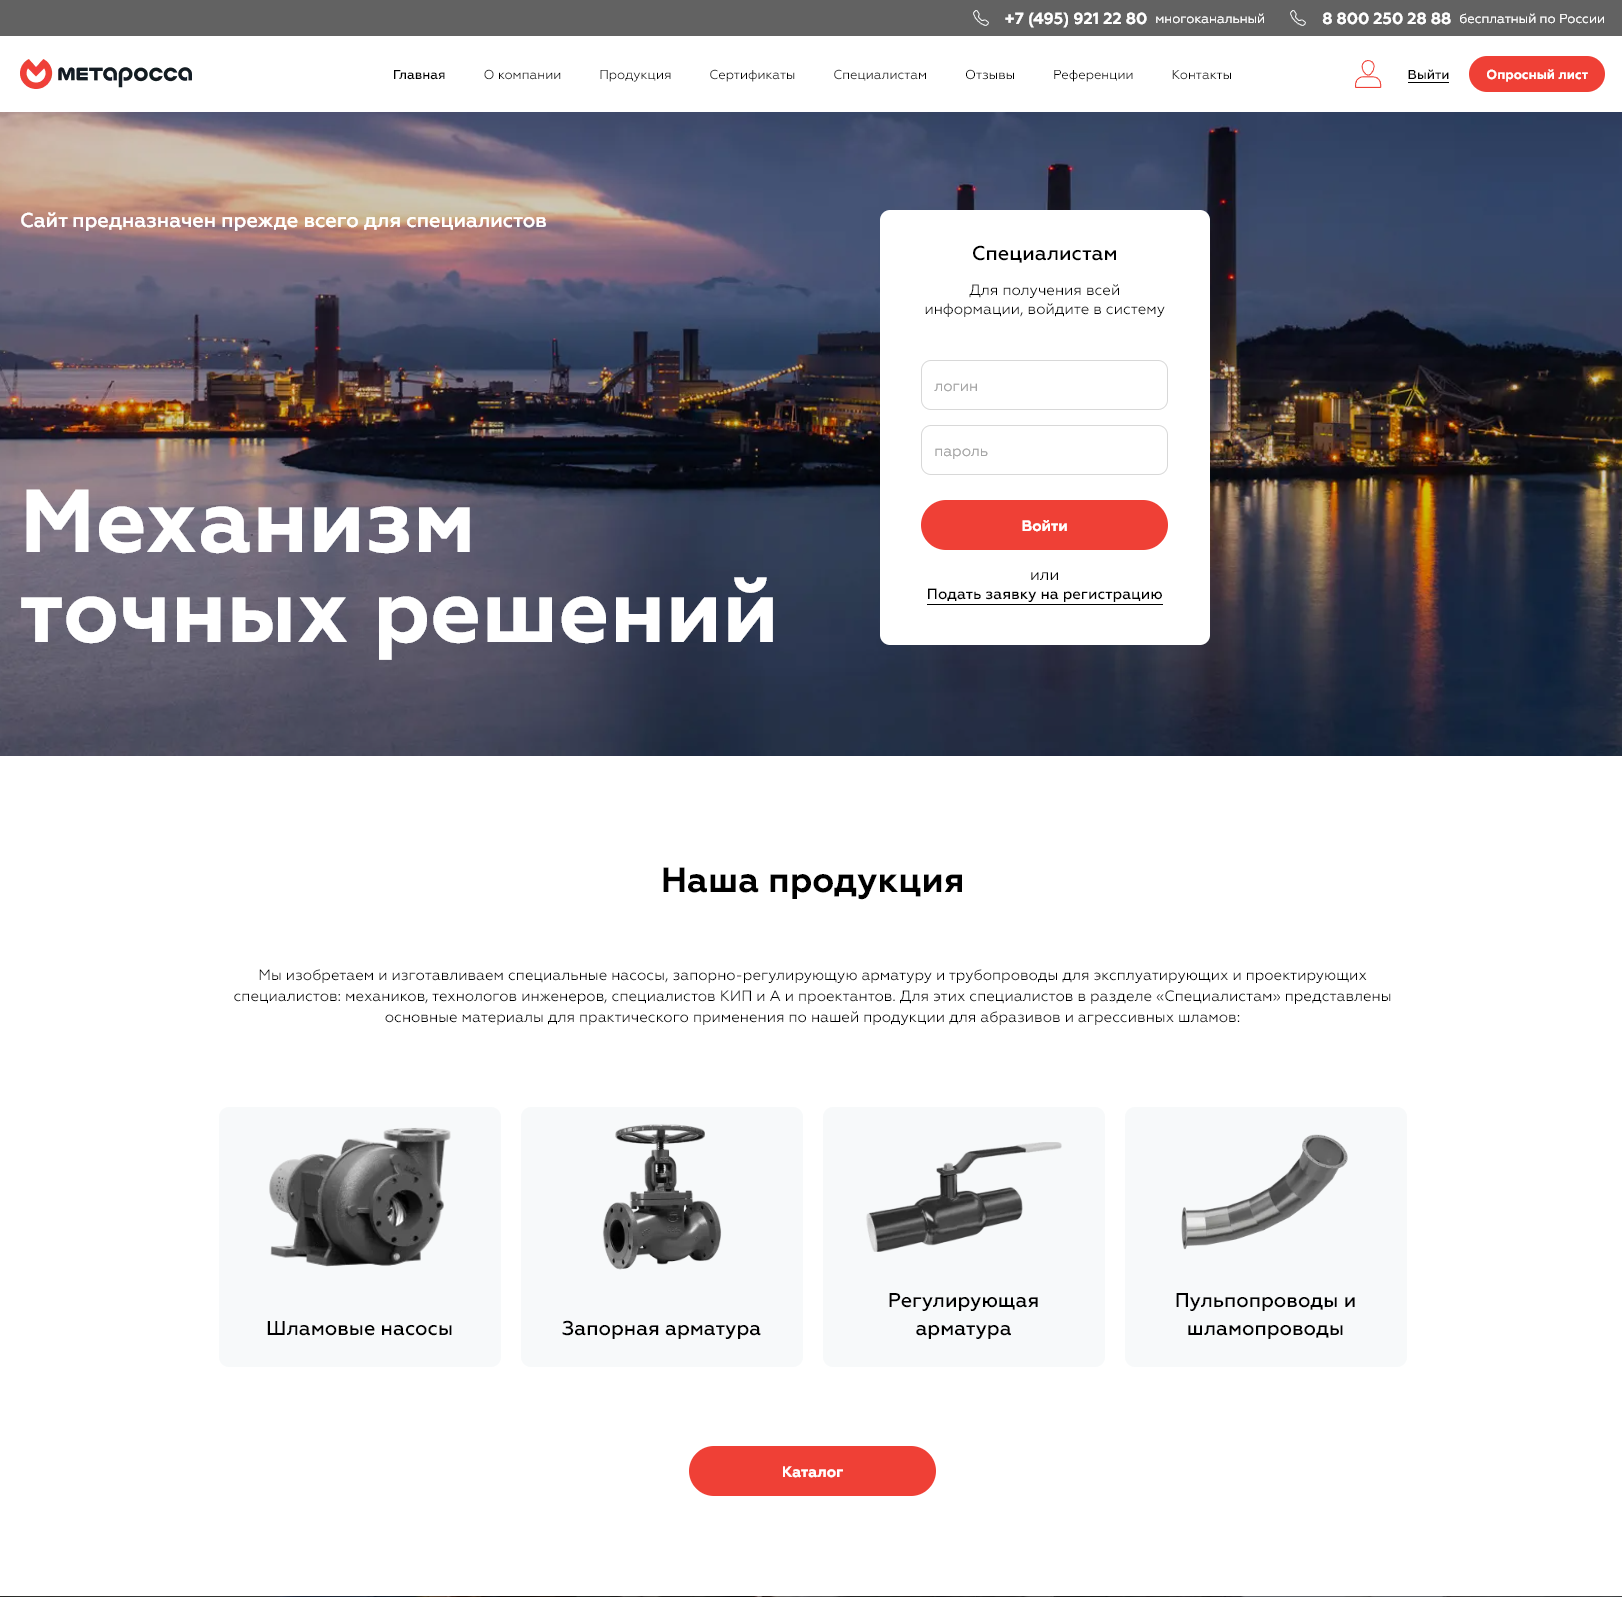 +7 (495) 921 22 80 многоканальный 8 800 250 28 88 бесплатный по России
метаросса
Главная О компании Продукция Сертификаты Специалистам Отзывы Референции Контакты Выйти Опросный лист
Сайт предназначен прежде всего для специалистов
Механизм
точных решений
Специалистам
Для получения всей
информации, войдите в систему
логин
пароль
Войти
или
Подать заявку на регистрацию
Наша продукция
Мы изобретаем и изготавливаем специальные насосы, запорно-регулирующую арматуру и трубопроводы для эксплуатирующих и проектирующих
специалистов: механиков, технологов инженеров, специалистов КИП и А и проектантов. Для этих специалистов в разделе «Специалистам» представлены
основные материалы для практического применения по нашей продукции для абразивов и агрессивных шламов:
Шламовые насосы
Запорная арматура
Регулирующая
арматура
Пульпопроводы и
шламопроводы
Каталог